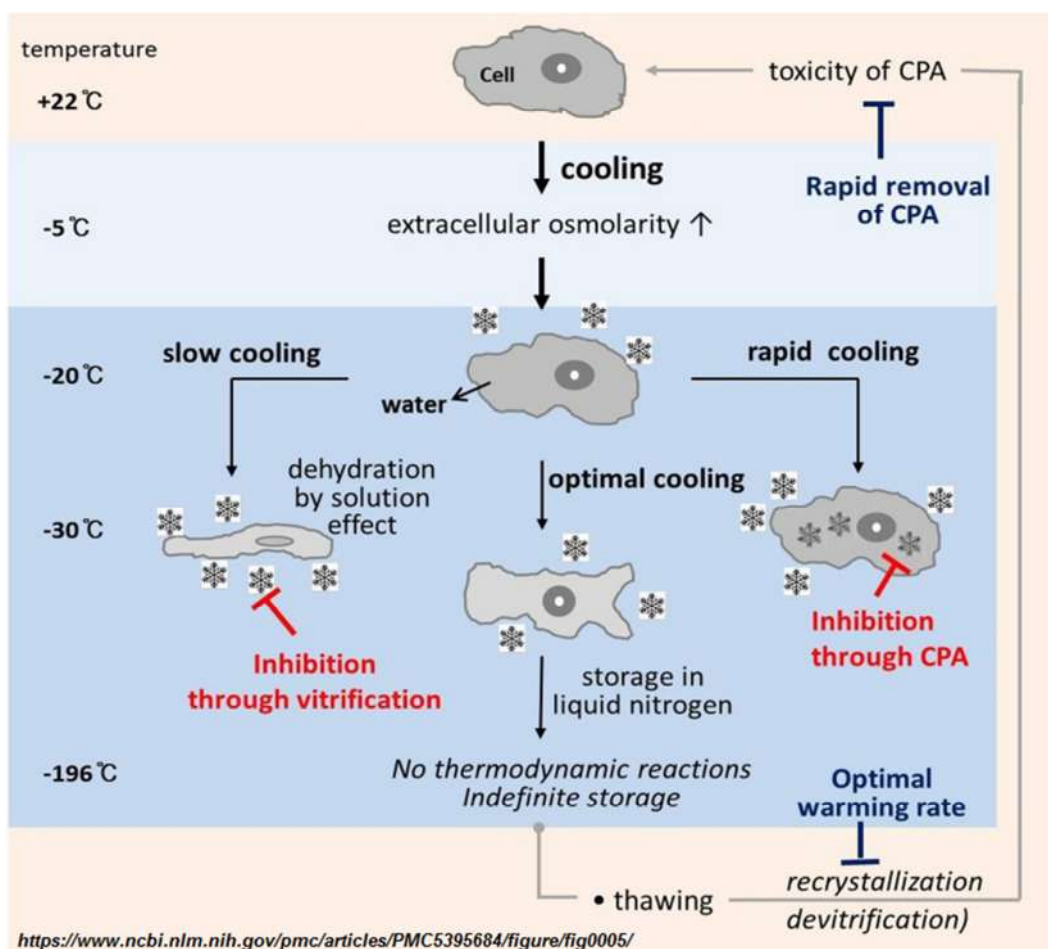 temperature
Cell
toxicity of CPA
+22℃
cooling
Rapid removal
of CPA
-5℃
extracellular osmolarity ↑
slow cooling
rapid cooling
-20℃
water
dehydration
by solution
effect
optimal cooling
-30℃
Inhibition
through vitrification
Inhibition
through CPA
storage in
liquid nitrogen
-196℃
No thermodynamic reactions
Indefinite storage
Optimal
warming rate
• thawing
recrystallization
devitrification)
https://www.ncbi.nlm.nih.gov/pmc/articles/PMC5395684/figure/fig0005/